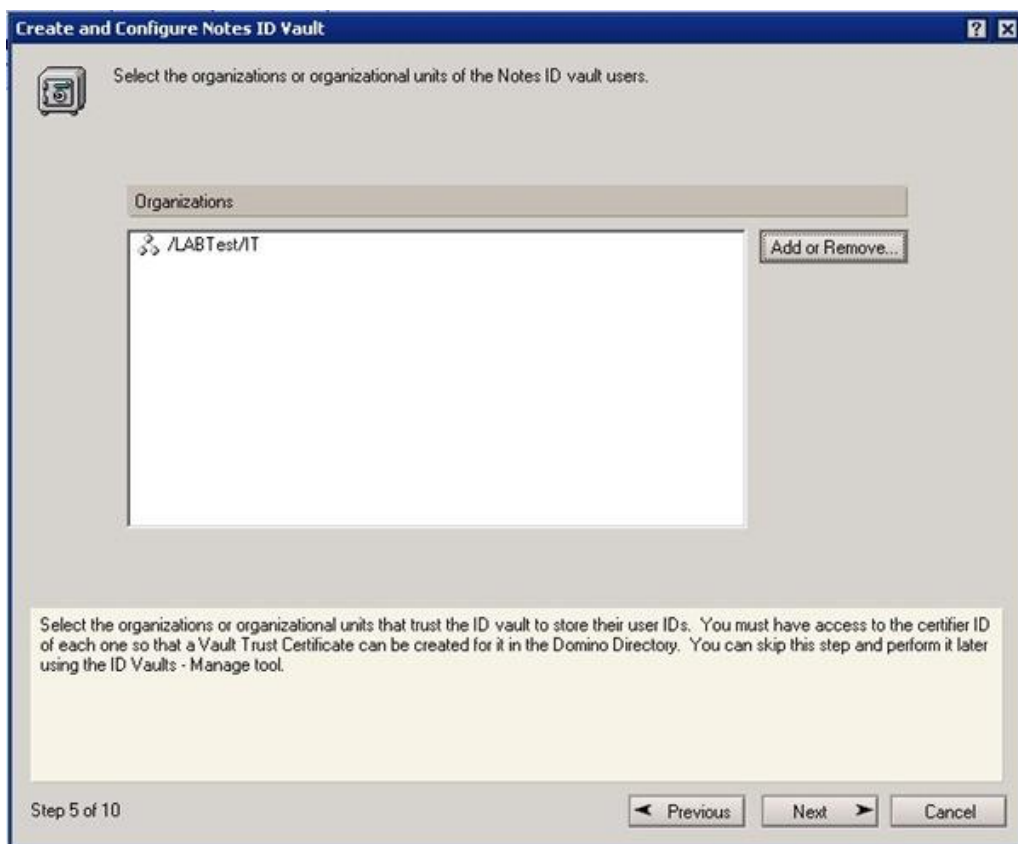 Create and Configure Notes ID Vault
Select the organizations or organizational units of the Notes ID vault users.
Organizations
/LABTest/IT
Add or Remove...
Select the organizations or organizational units that trust the ID vault to store their user IDs. You must have access to the certifier ID
of each one so that a Vault Trust Certificate can be created for it in the Domino Directory. You can skip this step and perform it later
using the ID Vaults - Manage tool.
Step 5 of 10
Previous
Next
Cancel